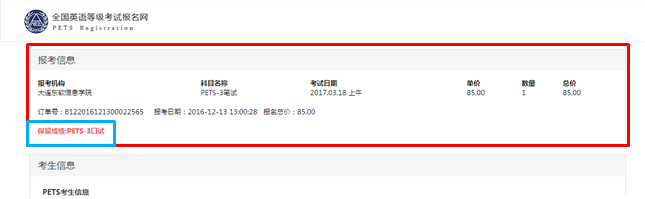 全国英语等级考试报名网
PETS Registration
报考信息
报考机构 科目名称 考试日期 单价 数量 总价
大连东软信息学院 PETS-3笔试 2017.03.18 上午 85.00 1 85.00
订单号：B122016121300022565 报考日期：2016-12-13 13:00:28 报名总价：85.00
保留成绩:PETS-3口试
考生信息
PETS考生信息